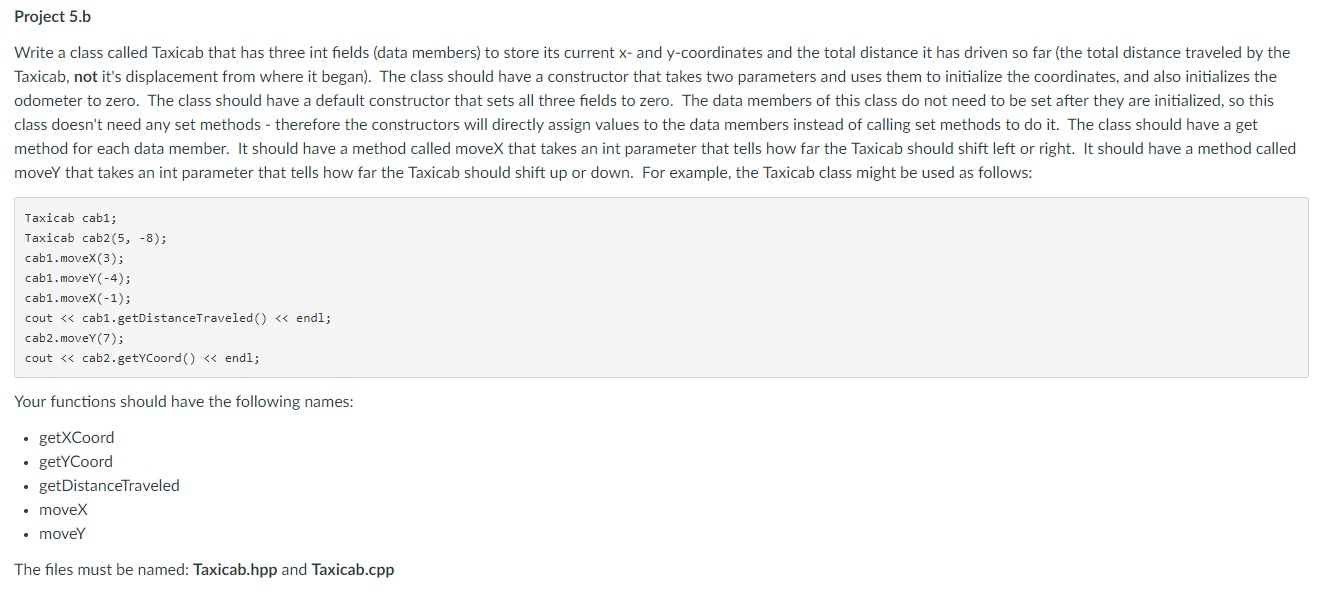 Project 5.b
Write a class called Taxicab that has three int fields (data members) to store its current x- and y-coordinates and the total distance it has driven so far (the total distance traveled by the
Taxicab, not it's displacement from where it began). The class should have a constructor that takes two parameters and uses them to initialize the coordinates, and also initializes the
odometer to zero. The class should have a default constructor that sets all three fields to zero. The data members of this class do not need to be set after they are initialized, so this
class doesn't need any set methods - therefore the constructors will directly assign values to the data members instead of calling set methods to do it. The class should have a get
method for each data member. It should have a method called moveX that takes an int parameter that tells how far the Taxicab should shift left or right. It should have a method called
moveY that takes an int parameter that tells how far the Taxicab should shift up or down. For example, the Taxicab class might be used as follows:
Taxicab cab1;
Taxicab cab2(5, -8);
cab1.moveX(3);
cab1.moveY(-4);
cab1.moveX(-1);
cout << cab1.getDistanceTraveled() << endl;
cab2.moveY(7);
cout << cab2.getYCoord() << endl;
Your functions should have the following names:
• getXCoord
• getYCoord
• getDistanceTraveled
• moveX
• moveY
The files must be named: Taxicab.hpp and Taxicab.cpp